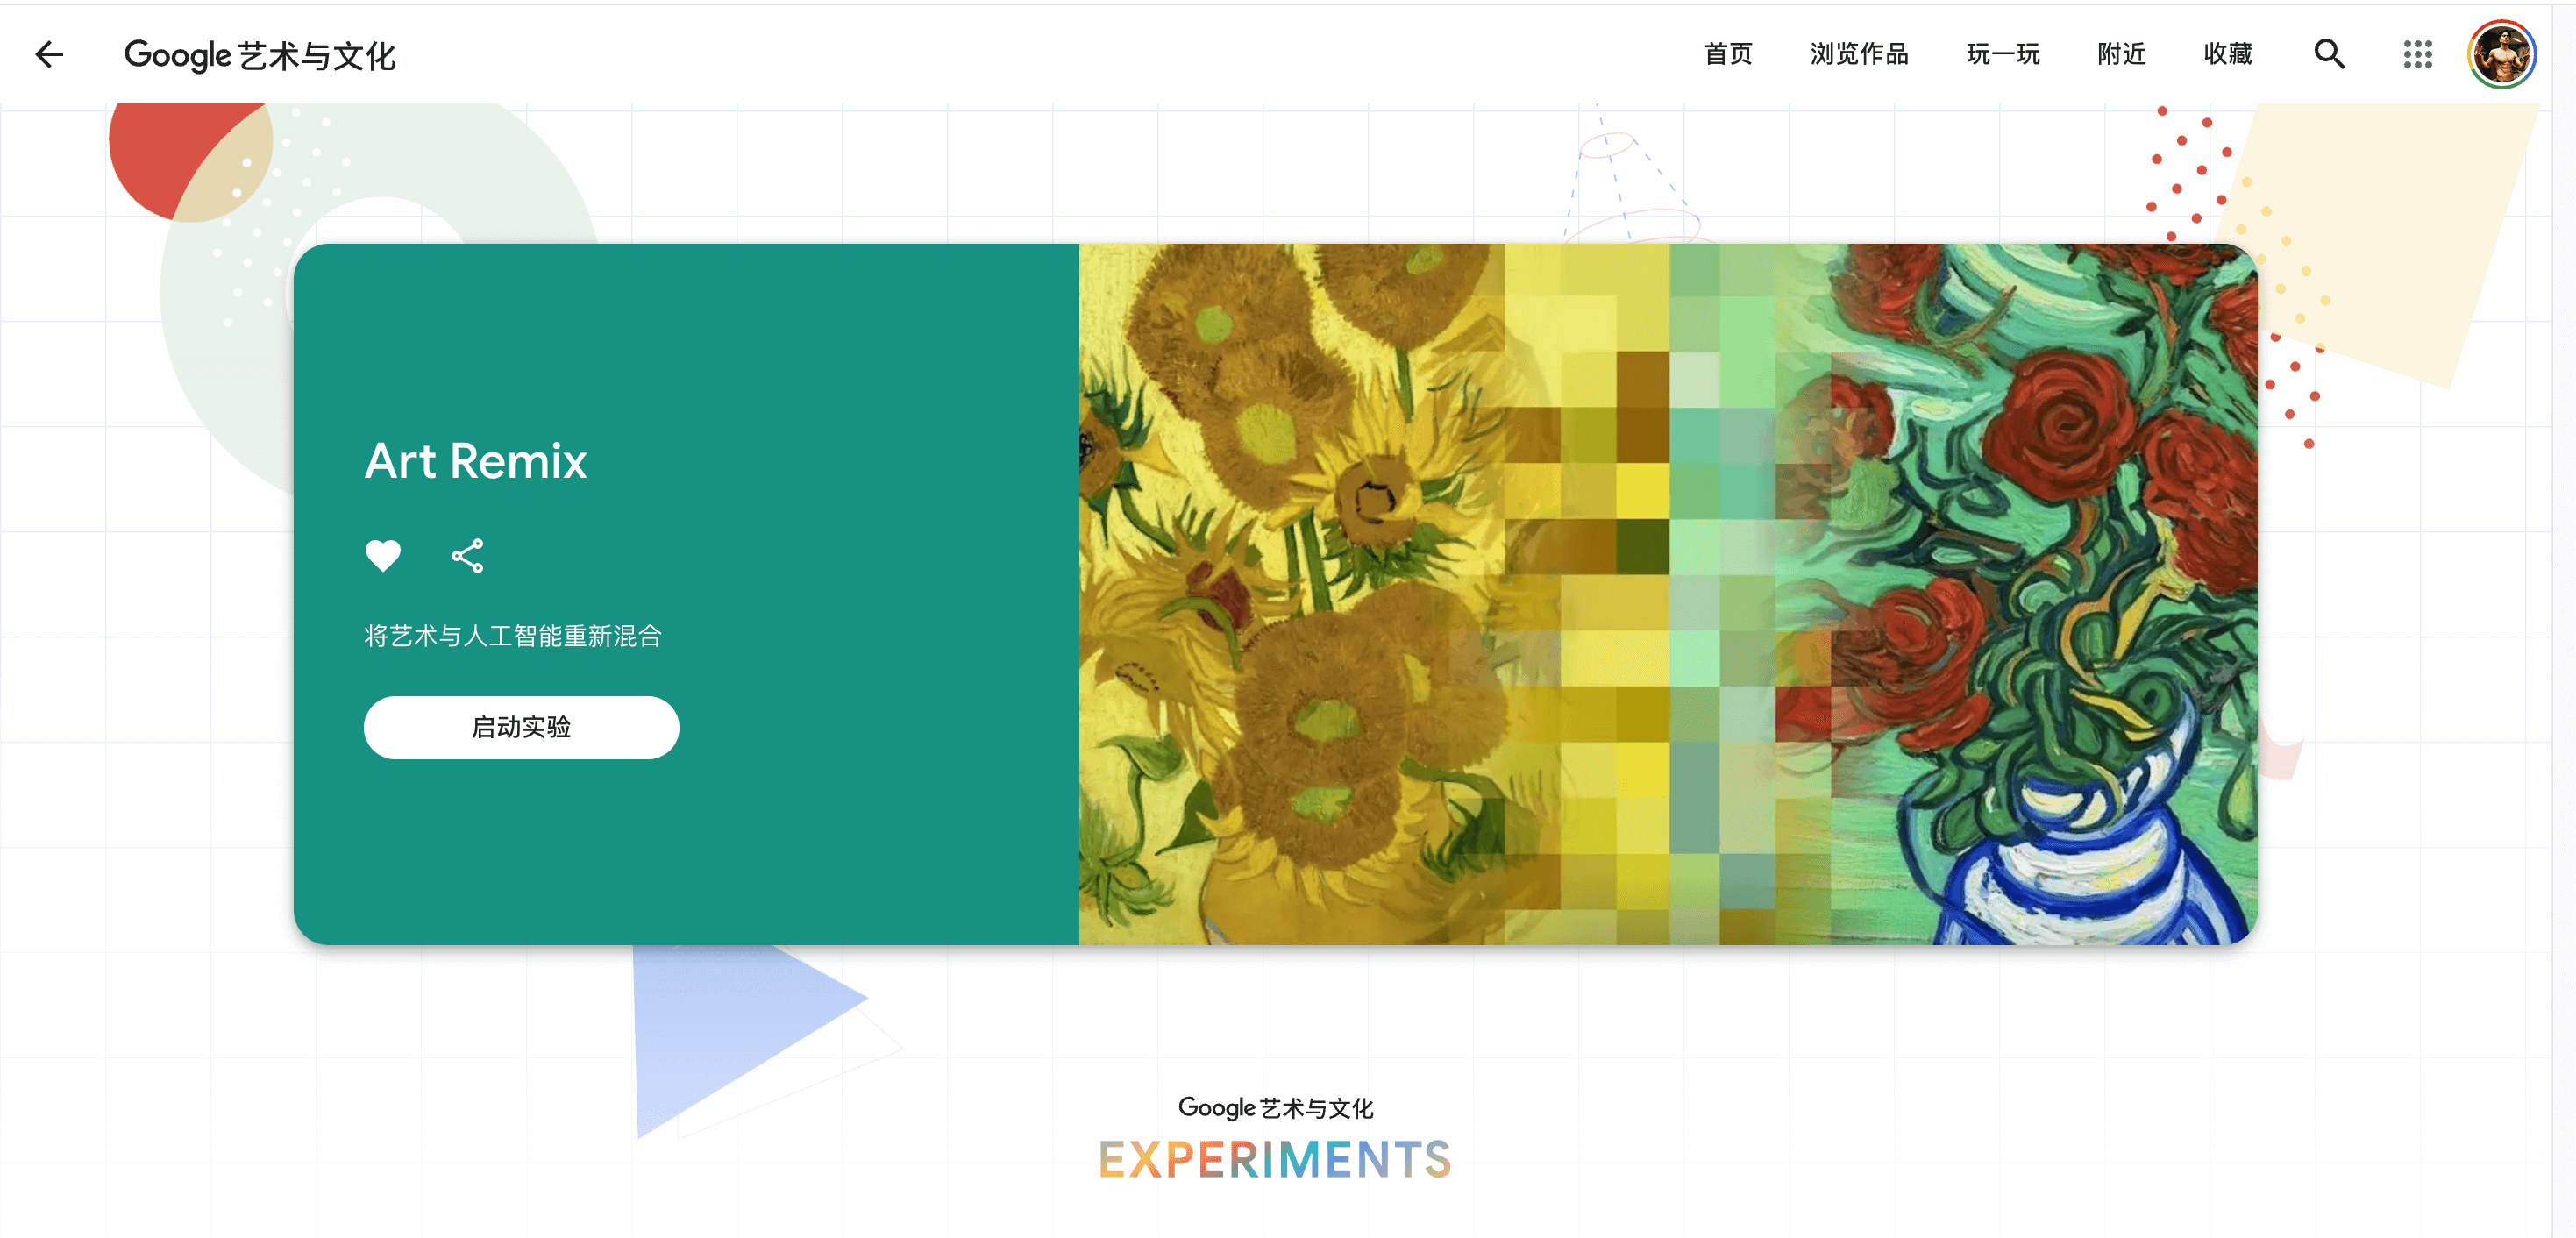 Google 艺术与文化
首页 浏览作品 玩一玩 附近 收藏
Art Remix
将艺术与人工智能重新混合
启动实验
Google 艺术与文化
EXPERIMENTS